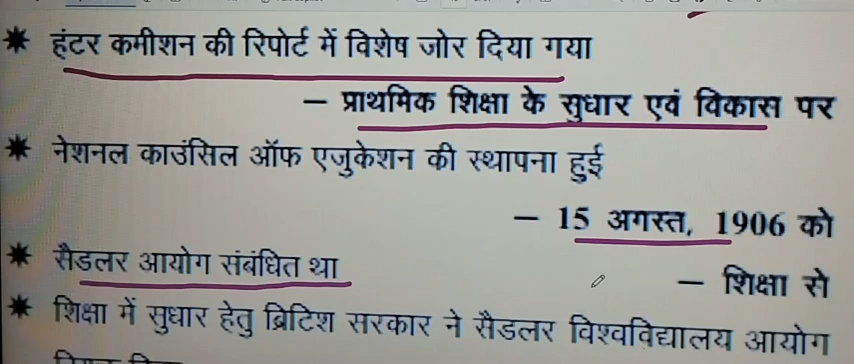 * हंटर कमीशन की रिपोर्ट में विशेष जोर दिया गया
– प्राथमिक शिक्षा के सुधार एवं विकास पर
* नेशनल काउंसिल ऑफ एजुकेशन की स्थापना हुई
– 15 अगस्त, 1906 को
* सैडलर आयोग संबंधित था
– शिक्षा से
* शिक्षा में सुधार हेतु ब्रिटिश सरकार ने सैडलर विश्वविद्यालय आयोग